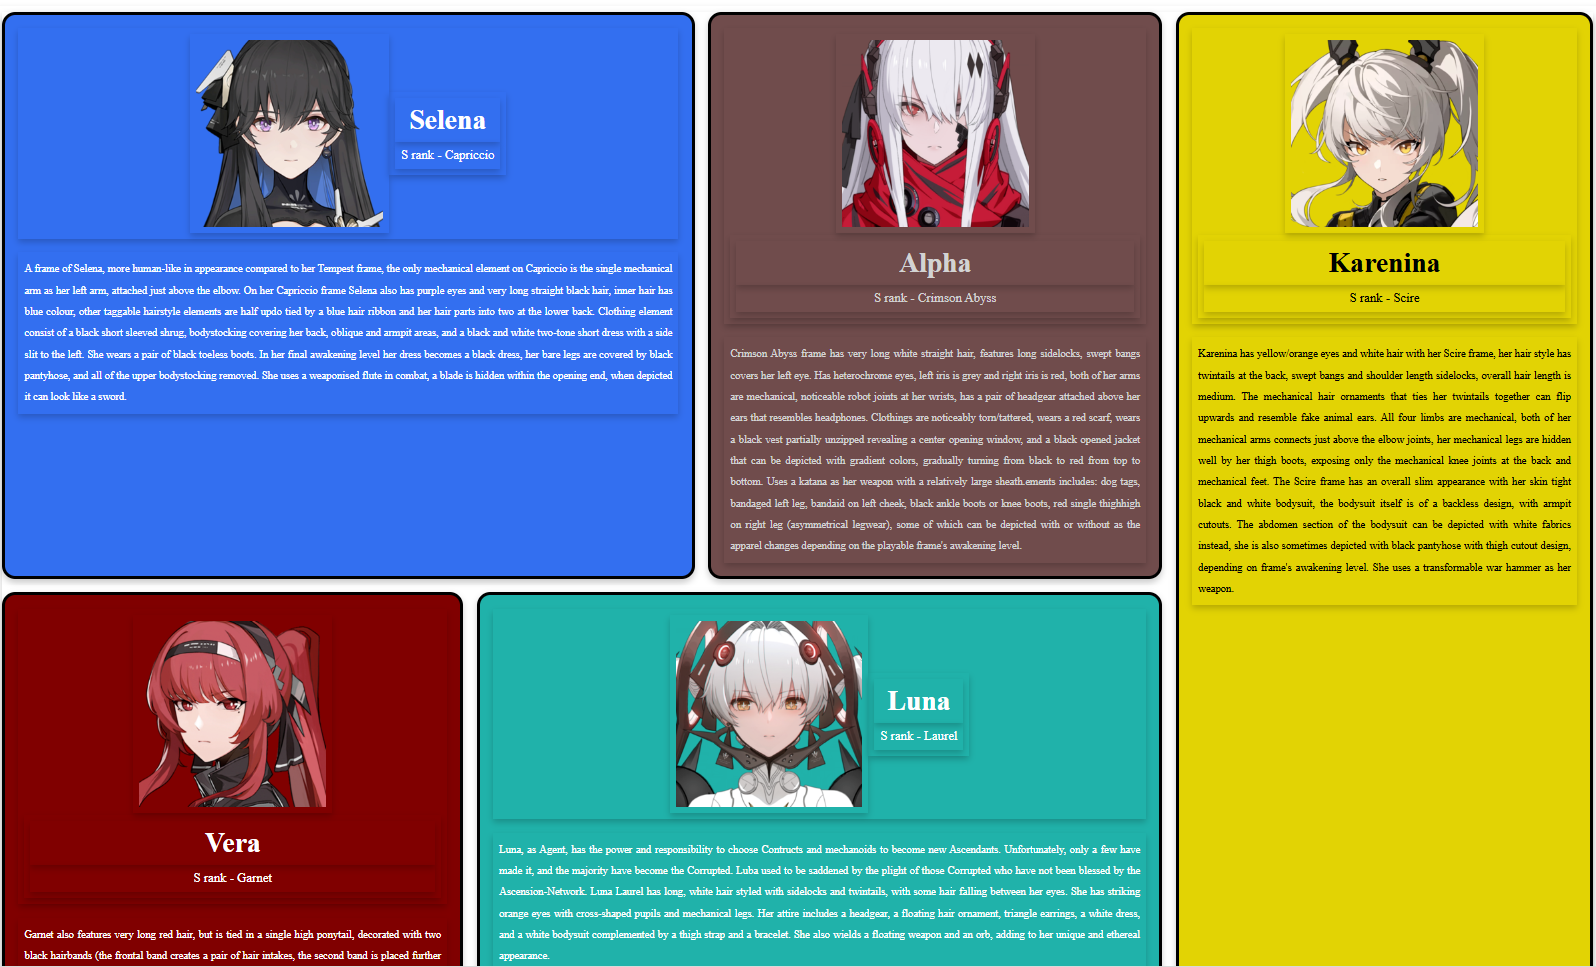 Selena
S rank - Capriccio
A frame of Selena, more human-like in appearance compared to her Tempest frame, the only mechanical element on Capriccio is the single mechanical
arm as her left arm, attached just above the elbow. On her Capriccio frame Selena also has purple eyes and very long straight black hair, inner hair has
blue colour, other taggable hairstyle elements are half updo tied by a blue hair ribbon and her hair parts into two at the lower back. Clothing element
consist of a black short sleeved shrug, bodystocking covering her back, oblique and armpit areas, and a black and white two-tone short dress with a side
slit to the left. She wears a pair of black toeless boots. In her final awakening level her dress becomes a black dress, her bare legs are covered by black
pantyhose, and all of the upper bodystocking removed. She uses a weaponised flute in combat, a blade is hidden within the opening end, when depicted
it can look like a sword.
Alpha
S rank - Crimson Abyss
Crimson Abyss frame has very long white straight hair, features long sidelocks, swept bangs
covers her left eye. Has heterochrome eyes, left iris is grey and right iris is red, both of her arms
are mechanical, noticeable robot joints at her wrists, has a pair of headgear attached above her
ears that resembles headphones. Clothings are noticeably torn/tattered, wears a red scarf, wears
a black vest partially unzipped revealing a center opening window, and a black opened jacket
that can be depicted with gradient colors, gradually turning from black to red from top to
bottom. Uses a katana as her weapon with a relatively large sheath.ements includes: dog tags,
bandaged left leg, bandaid on left cheek, black ankle boots or knee boots, red single thighhigh
on right leg (asymmetrical legwear), some of which can be depicted with or without as the
apparel changes depending on the playable frame's awakening level.
Karenina
S rank - Scire
Karenina has yellow/orange eyes and white hair with her Scire frame, her hair style has
twintails at the back, swept bangs and shoulder length sidelocks, overall hair length is
medium. The mechanical hair ornaments that ties her twintails together can flip
upwards and resemble fake animal ears. All four limbs are mechanical, both of her
mechanical arms connects just above the elbow joints, her mechanical legs are hidden
well by her thigh boots, exposing only the mechanical knee joints at the back and
mechanical feet. The Scire frame has an overall slim appearance with her skin tight
black and white bodysuit, the bodysuit itself is of a backless design, with armpit
cutouts. The abdomen section of the bodysuit can be depicted with white fabrics
instead, she is also sometimes depicted with black pantyhose with thigh cutout design,
depending on frame's awakening level. She uses a transformable war hammer as her
weapon.
Vera
S rank - Garnet
Garnet also features very long red hair, but is tied in a single high ponytail, decorated with two
black hairbands (the frontal band creates a pair of hair intakes, the second band is placed further
Luna
S rank - Laurel
Luna, as Agent, has the power and responsibility to choose Contructs and mechanoids to become new Ascendants. Unfortunately, only a few have
made it, and the majority have become the Corrupted. Luba used to be saddened by the plight of those Corrupted who have not been blessed by the
Ascension-Network. Luna Laurel has long, white hair styled with sidelocks and twintails, with some hair falling between her eyes. She has striking
orange eyes with cross-shaped pupils and mechanical legs. Her attire includes a headgear, a floating hair ornament, triangle earrings, a white dress,
and a white bodysuit complemented by a thigh strap and a bracelet. She also wields a floating weapon and an orb, adding to her unique and ethereal
appearance.